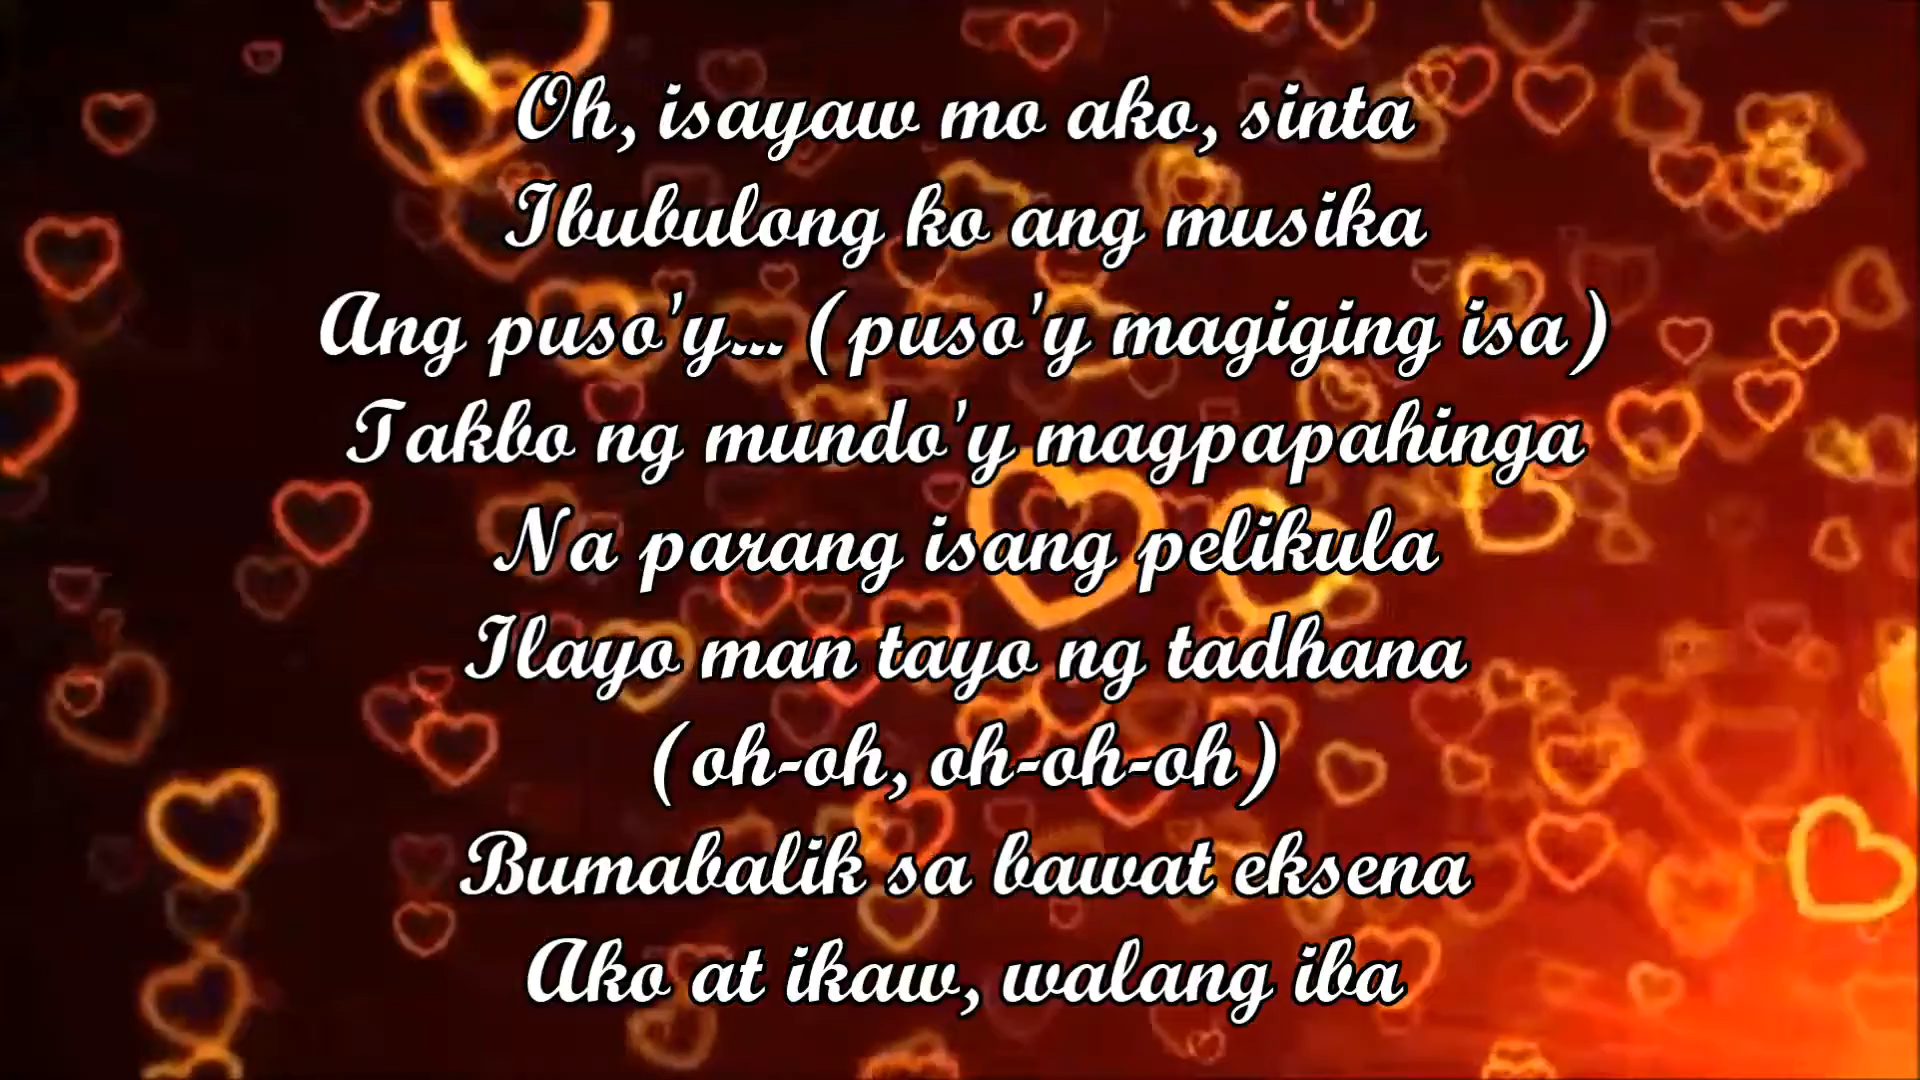 Oh, isayaw mo ako, sinta
Ibubulong ko ang musika
Ang puso'y... (puso'y magiging isa)
Takbo ng mundo'y magpapahinga
Na parang isang pelikula
Ilayo man tayo ng tadhana
(oh-oh, oh-oh-oh)
Bumabalik sa bawat eksena
Ako at ikaw, walang iba